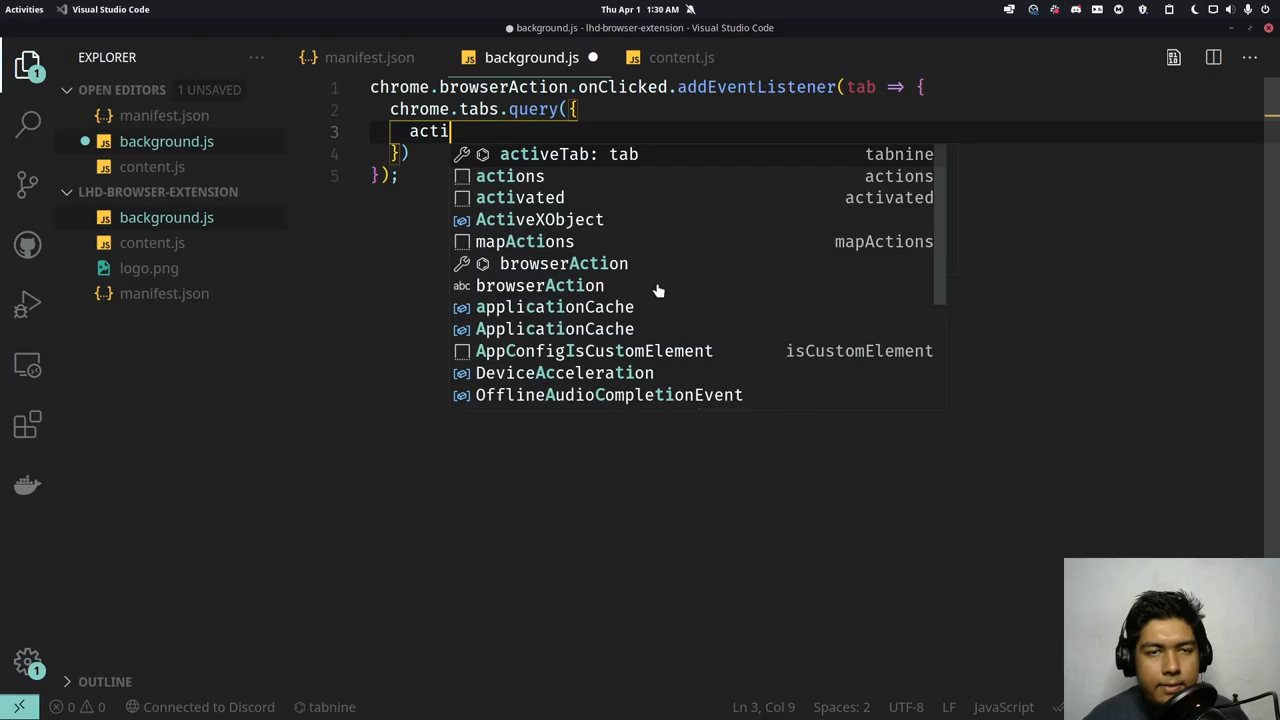 Activities
Visual Studio Code
Thu Apr 1 1:30 AM
background.js - lhd-browser-extension - Visual Studio Code
EXPLORER
OPEN EDITORS 1 UNSAVED
manifest.json
background.js
content.js
LHD-BROWSER-EXTENSION
background.js
content.js
logo.png
manifest.json
OUTLINE
1
1
manifest.json
background.js
content.js
1 chrome.browserAction.onClicked.addEventListener(tab => {
2 chrome.tabs.query({
3 acti
4 })
5 });
activeTab: tab tabnine
actions actions
activated activated
ActiveXObject
mapActions mapActions
browserAction
abc browserAction
applicationCache
ApplicationCache
AppConfigIsCustomElement isCustomElement
DeviceAcceleration
OfflineAudioCompletionEvent
0 0 Connected to Discord tabnine Ln 3, Col 9 Spaces: 2 UTF-8 LF JavaScript